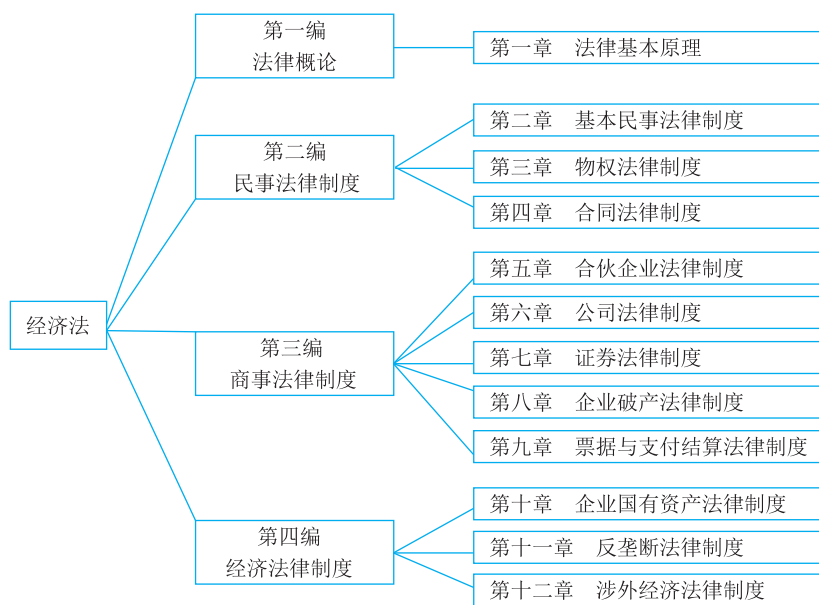 经济法
第一编
法律概论
第一章 法律基本原理
第二编
民事法律制度
第二章 基本民事法律制度
第三章 物权法律制度
第四章 合同法律制度
第三编
商事法律制度
第五章 合伙企业法律制度
第六章 公司法律制度
第七章 证券法律制度
第八章 企业破产法律制度
第九章 票据与支付结算法律制度
第四编
经济法律制度
第十章 企业国有资产法律制度
第十一章 反垄断法律制度
第十二章 涉外经济法律制度